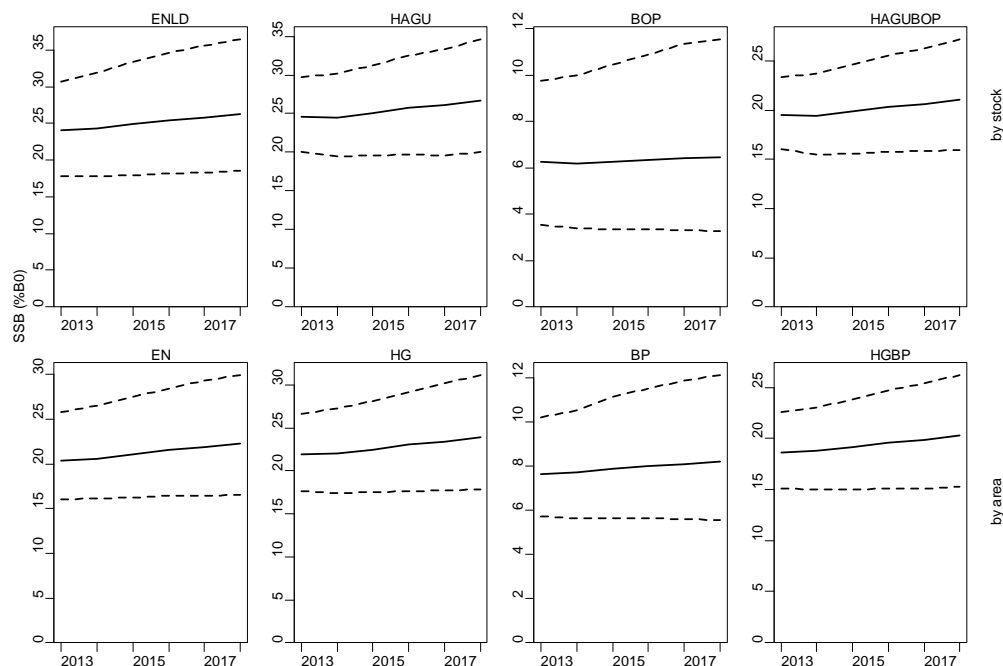 ENLD HAGU BOP HAGUBOP
0 5 10 15 20 25 30 35
0 5 10 15 20 25 30 35
0 2 4 6 8 10 12
0 5 10 15 20 25
2013 2015 2017 2013 2015 2017 2013 2015 2017 2013 2015 2017
by stock
SSB (%B0)
EN HG BP HGBP
0 5 10 15 20 25 30
0 5 10 15 20 25 30
0 2 4 6 8 10 12
0 5 10 15 20 25
2013 2015 2017 2013 2015 2017 2013 2015 2017 2013 2015 2017
by area